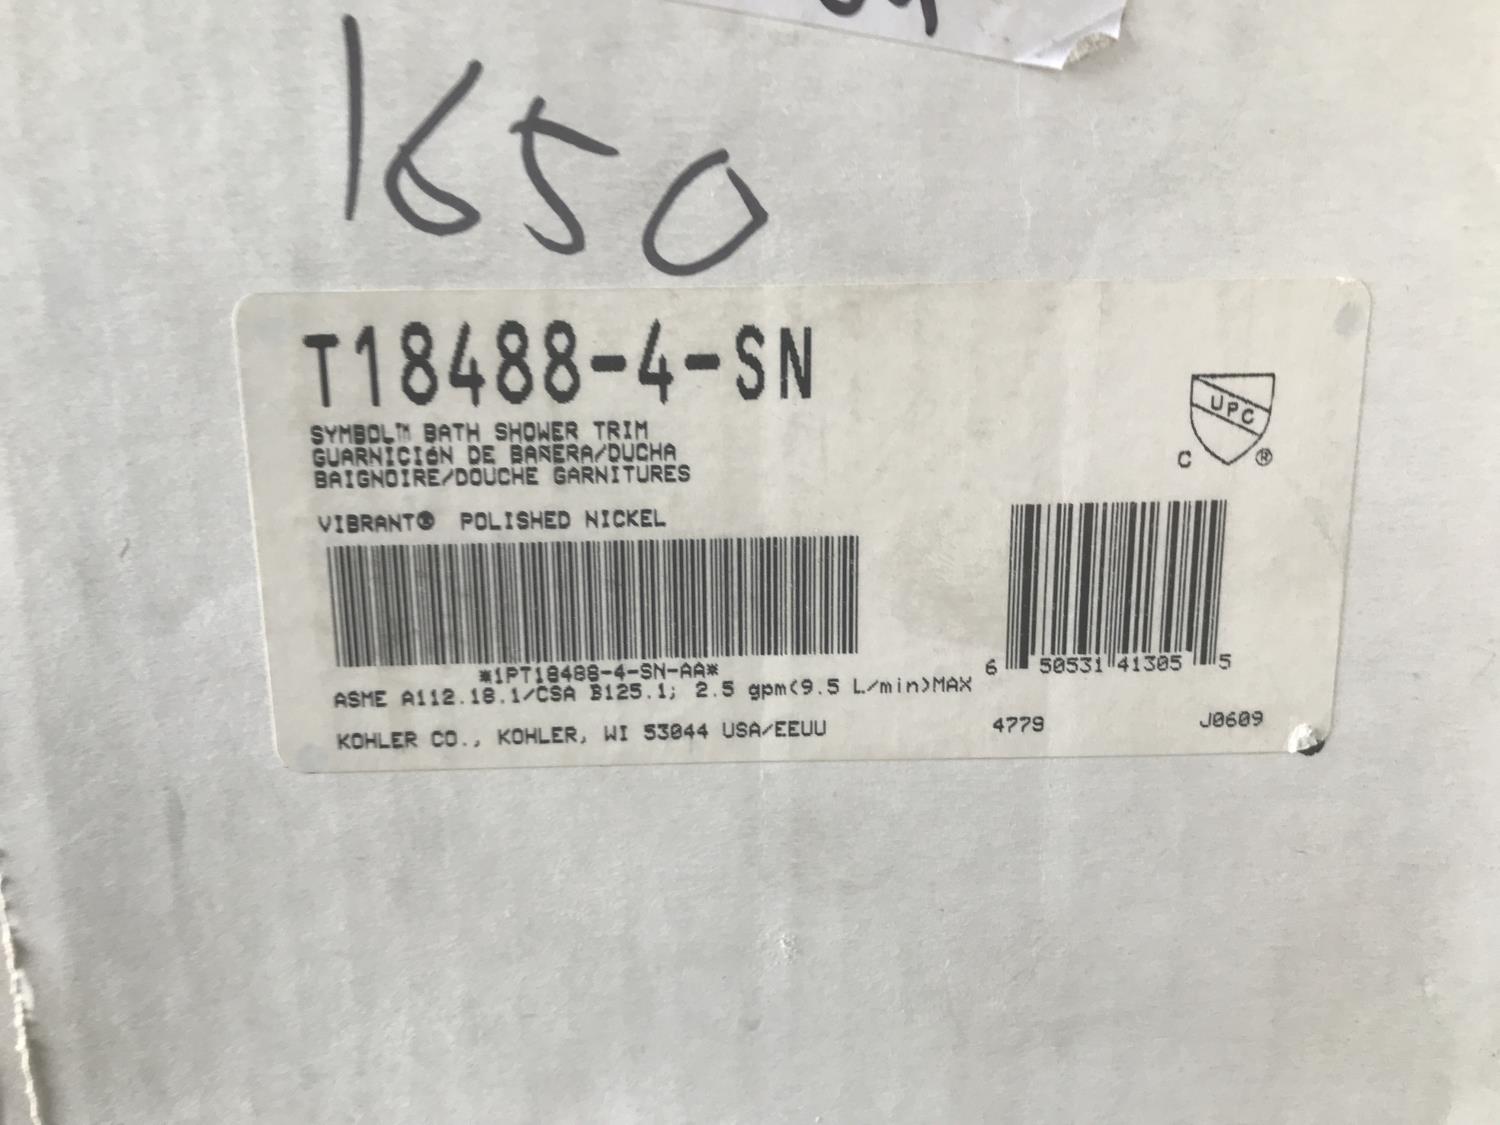 1650
T18488-4-SN
SYMBOL™ BATH SHOWER TRIM
GUARNICIÓN DE BAÑERA/DUCHA
BAIGNOIRE/DOUCHE GARNITURES
VIBRANT® POLISHED NICKEL
UPC
C ®
*1PT18488-4-SN-AA*
6 50531 41305 5
ASME A112.18.1/CSA B125.1; 2.5 gpm(9.5 L/min)MAX
KOHLER CO., KOHLER, WI 53044 USA/EEUU 4779 J0609